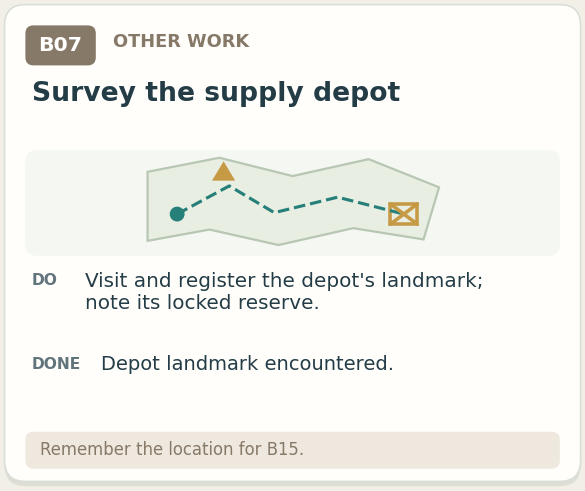 B07 OTHER WORK
Survey the supply depot
DO Visit and register the depot's landmark;
note its locked reserve.
DONE Depot landmark encountered.
Remember the location for B15.